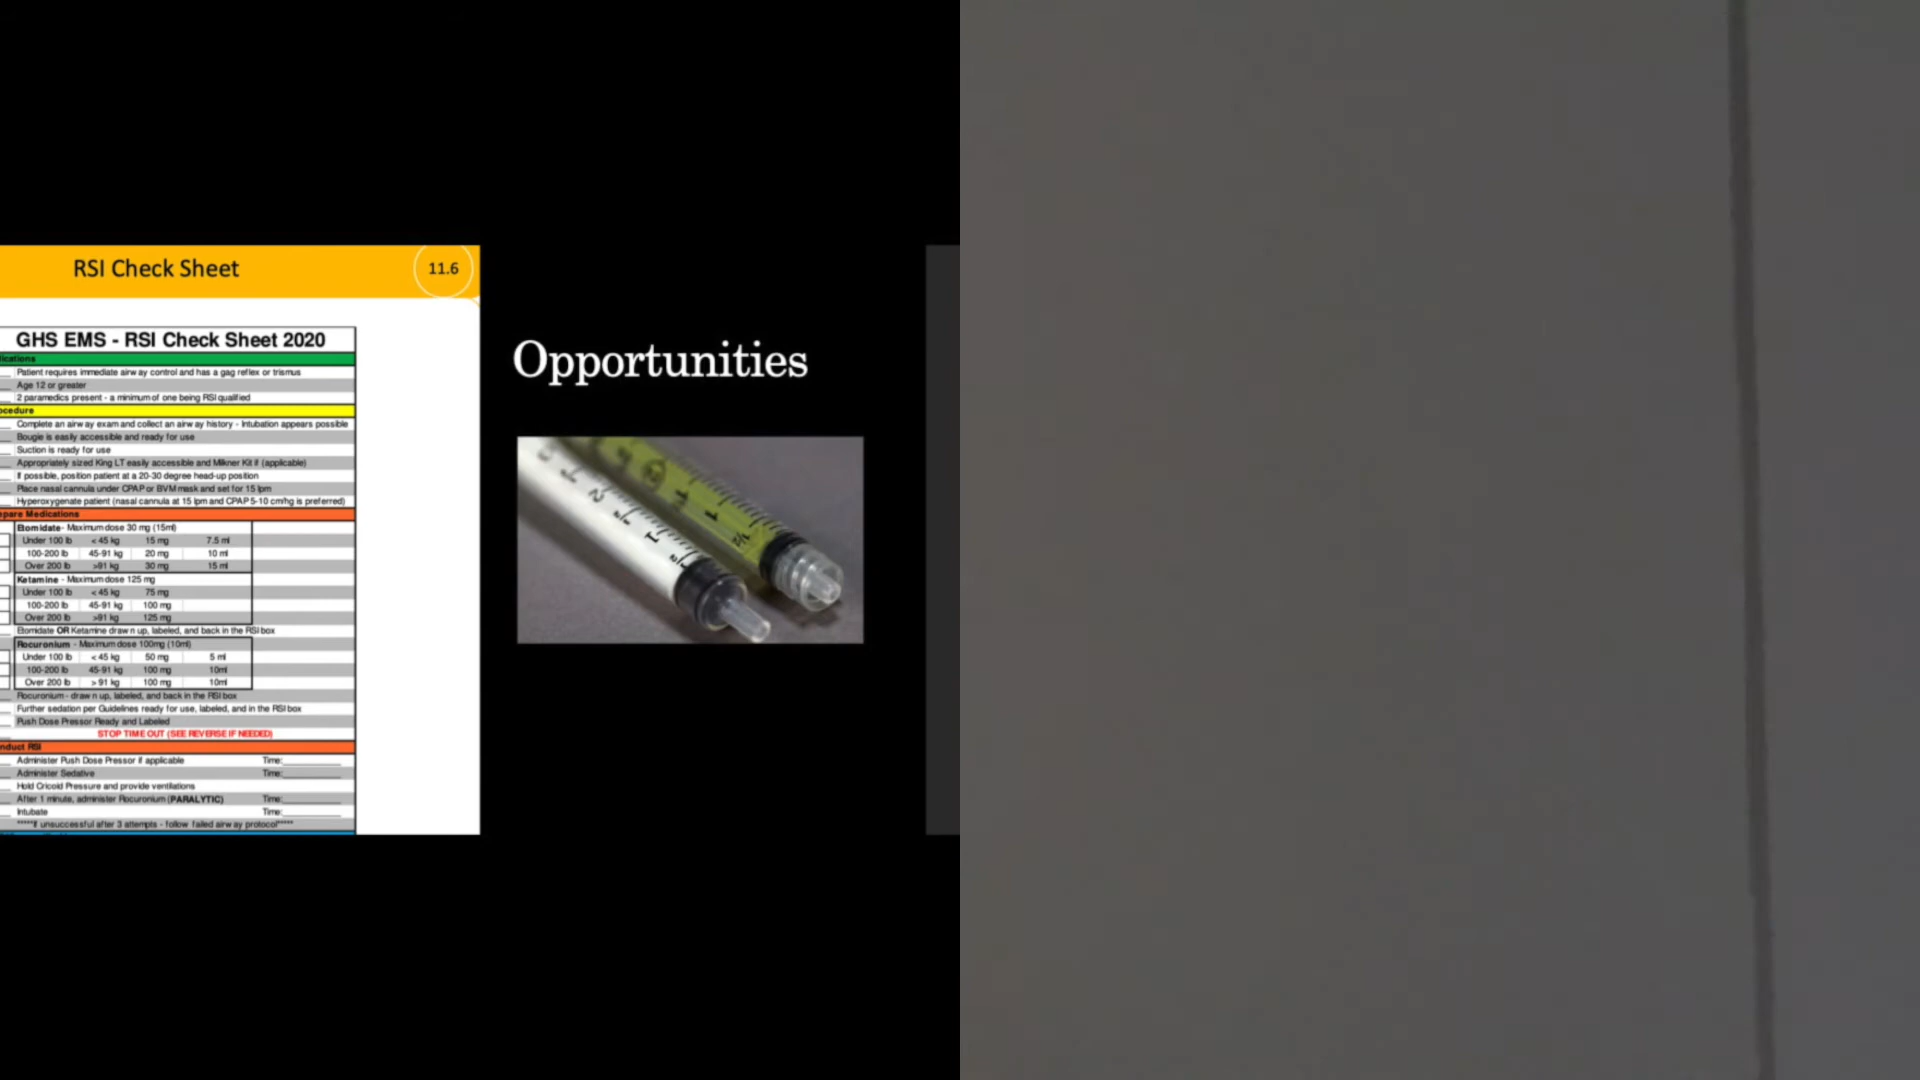 RSI Check Sheet
11.6
GHS EMS - RSI Check Sheet 2020
Patient requires immediate airway control and has a gag reflex or trismus
Age 12 or greater
2 paramedics present - a minimum of one being RSI qualified
Complete an airway exam and collect an airway history - Intubation appears possible
Bougie is easily accessible and ready for use
Suction is ready for use
Appropriately sized King LT easily accessible and Milkner Kit if (applicable)
If possible, position patient at a 20-30 degree head-up position
Place nasal cannula under CPAP or BVM mask and set for 15 lpm
Hyperoxygenate patient (nasal cannula at 15 lpm and CPAP 5-10 cm/hg is preferred)
Medications
Etomidate- Maximum dose 30 mg (15ml)
Under 100 lb < 45 kg 15 mg 7.5 ml
100-200 lb 45-91 kg 20 mg 10 ml
Over 200 lb >91 kg 30 mg 15 ml
Ketamine - Maximum dose 125 mg
Under 100 lb < 45 kg 75 mg
100-200 lb 45-91 kg 100 mg
Over 200 lb >91 kg 125 mg
Etomidate OR Ketamine drawn up, labeled, and back in the RSI box
Rocuronium - Maximum dose 100mg (10ml)
Under 100 lb < 45 kg 50 mg 5 ml
100-200 lb 45-91 kg 100 mg 10ml
Over 200 lb > 91 kg 100 mg 10ml
Rocuronium - drawn up, labeled, and back in the RSI box
Further sedation per Guidelines ready for use, labeled, and in the RSI box
Push Dose Pressor Ready and Labeled
STOP TIME OUT (SEE REVERSE IF NEEDED)
nduct RSI
Administer Push Dose Pressor if applicable Time:
Administer Sedative Time:
Hold Cricoid Pressure and provide ventilations
After 1 minute, administer Rocuronium (PARALYTIC) Time:
Intubate Time:
*****If unsuccessful after 3 attempts - follow failed airway protocol*****
Opportunities